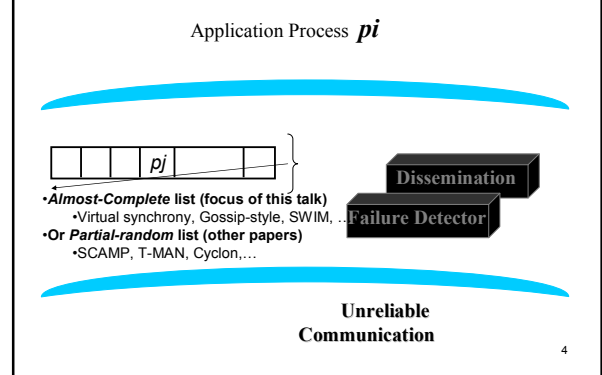 Application Process pi
pj
Dissemination
•Almost-Complete list (focus of this talk)
•Virtual synchrony, Gossip-style, SWIM, …
Failure Detector
•Or Partial-random list (other papers)
•SCAMP, T-MAN, Cyclon,…
Unreliable
Communication
4